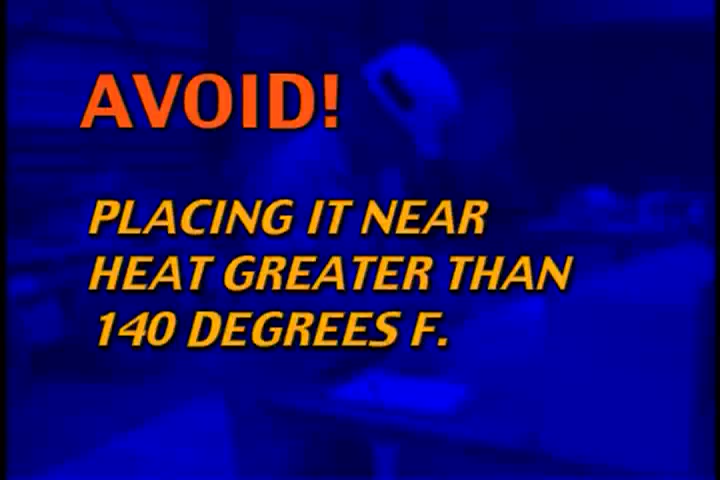 AVOID!
PLACING IT NEAR
HEAT GREATER THAN
140 DEGREES F.